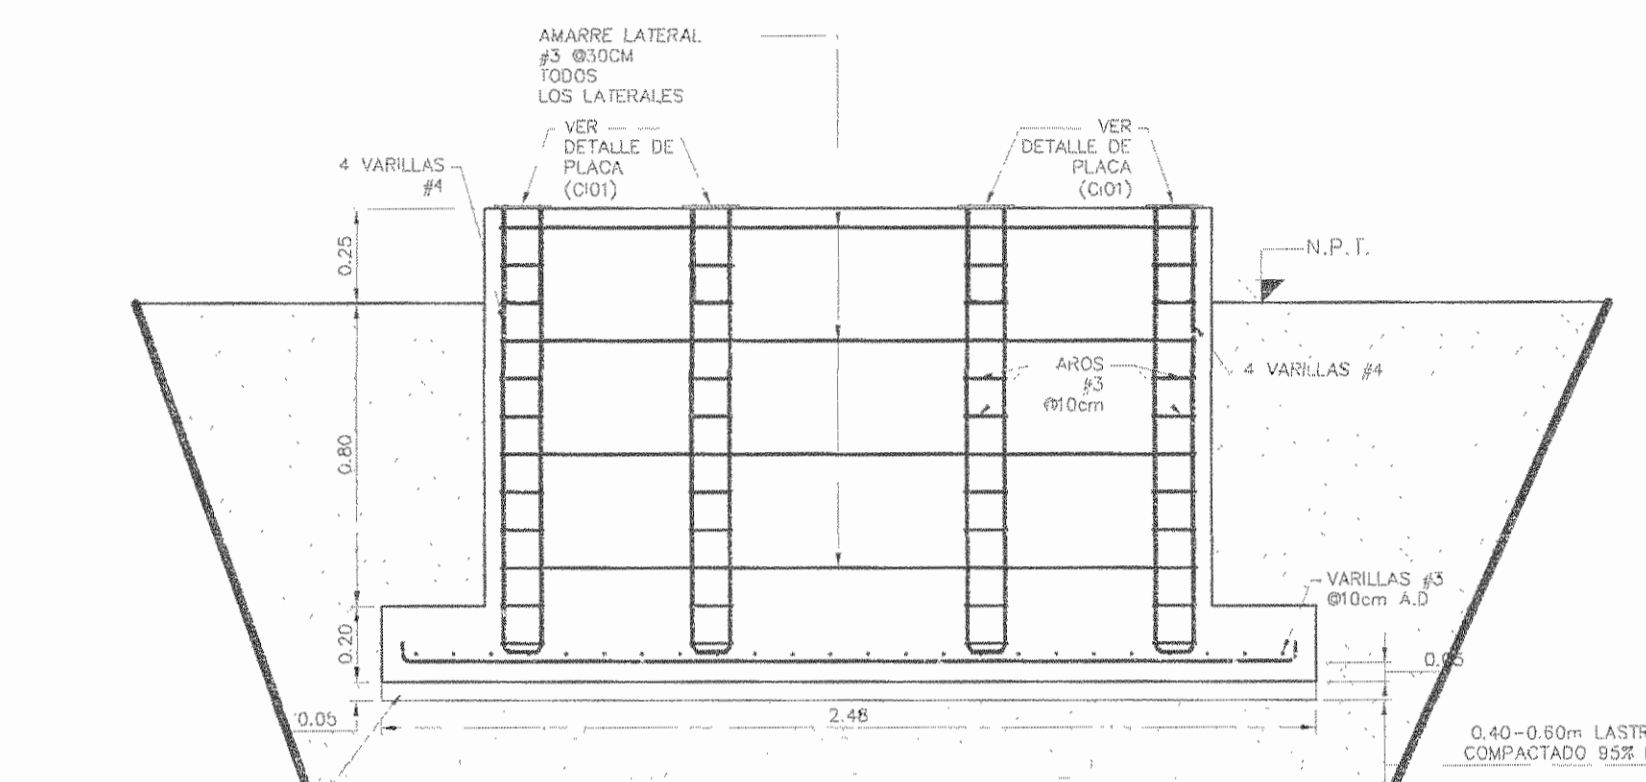 AMARRE LATERAL
#3 @30CM
TODOS
LOS LATERALES
VER
DETALLE DE
PLACA
(CI01)
VER
DETALLE DE
PLACA
(CI01)
4 VARILLAS
#4
0.25
N.P.T.
AROS
#3
@10cm
4 VARILLAS #4
0.80
VARILLAS #3
@10cm A.D
0.20
0.05
0.05
2.48
0.40-0.60m LASTR
COMPACTADO 95%